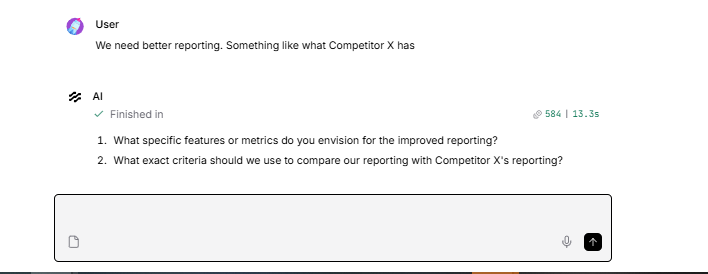 User
We need better reporting. Something like what Competitor X has
AI
Finished in 584 | 13.3s
1. What specific features or metrics do you envision for the improved reporting?
2. What exact criteria should we use to compare our reporting with Competitor X's reporting?